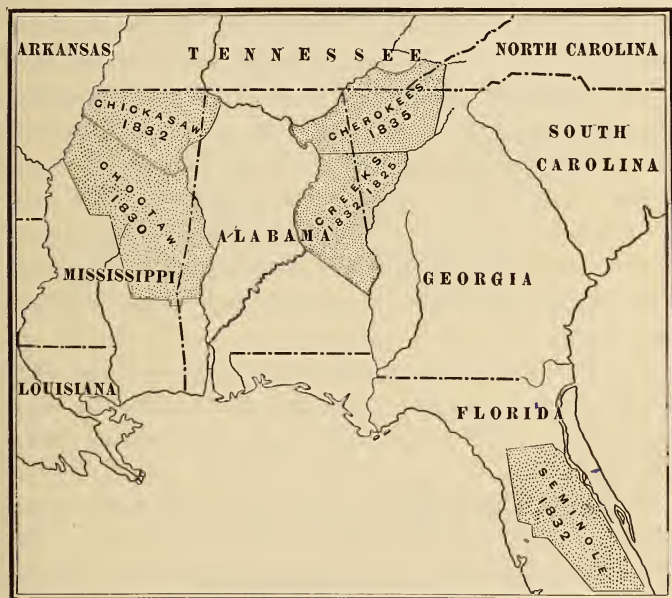 ARKANSAS
TENNESSEE
NORTH CAROLINA
CHICKASAW
1832
CHEROKEES
1835
SOUTH
CAROLINA
CHOCTAW
1830
CREEKS
1832 1825
ALABAMA
MISSISSIPPI
GEORGIA
LOUISIANA
FLORIDA
SEMINOLE
1832